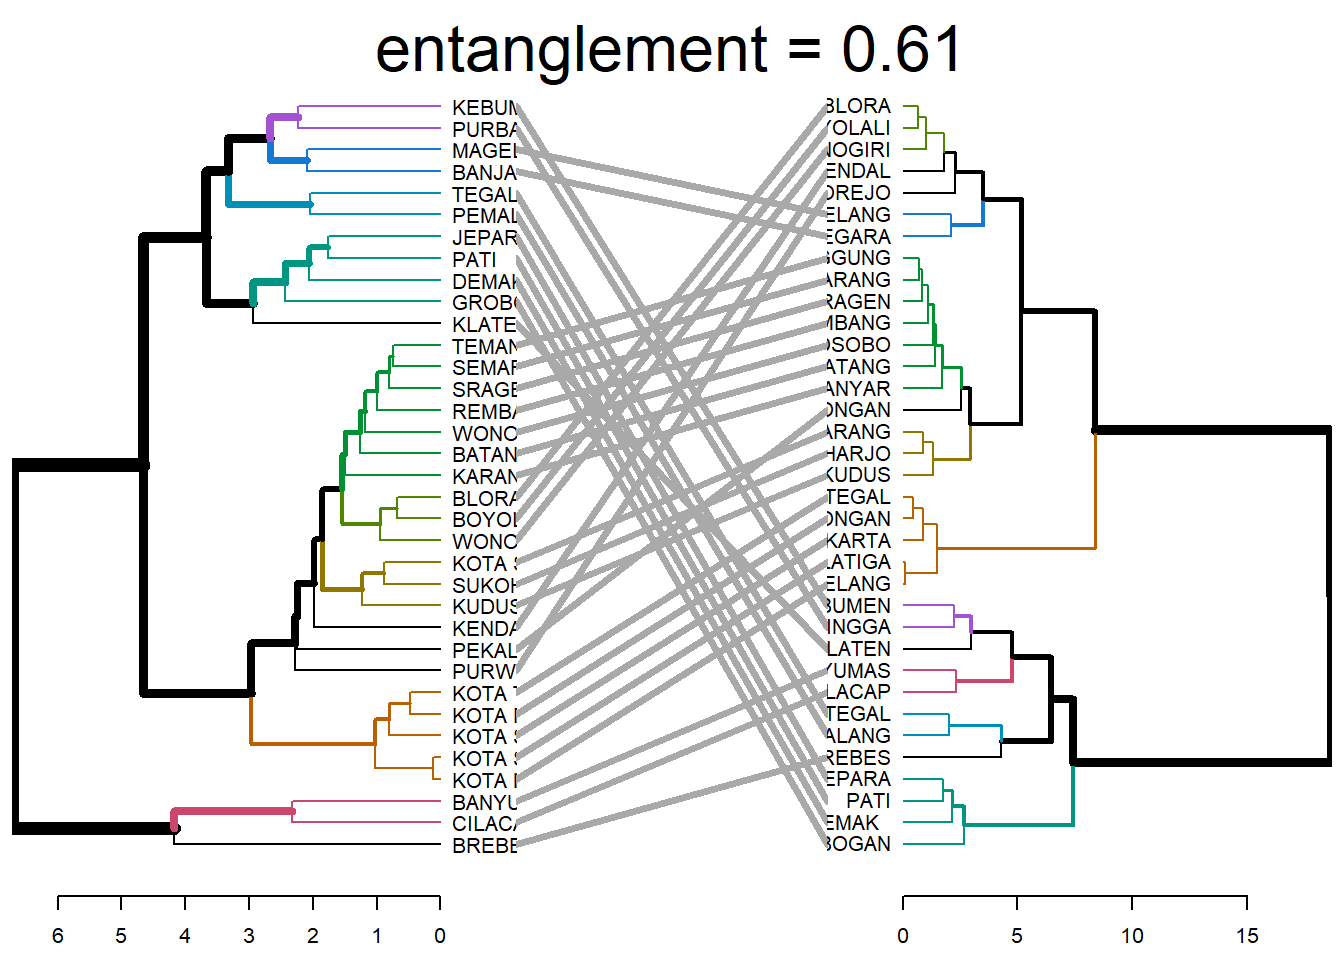 entanglement = 0.61
KEBUM
PURBA
MAGEL
BANJA
TEGAL
PEMAL
JEPAR
PATI
DEMAK
GROBO
KLATE
TEMAN
SEMAR
SRAGE
REMBA
WONO
BATAN
KARAN
BLORA
BOYOL
WONO
KOTA S
SUKOH
KUDUS
KENDA
PEKAL
PURW
KOTA T
KOTA
KOTA S
KOTA S
KOTA
BANYU
CILACA
BREBE
6 5 4 3 2 1 0
BLORA
YOLALI
NOGIRI
ENDAL
OREJO
ELANG
EGARA
GGUNG
ARANG
RAGEN
MBANG
OSOBO
ATANG
ANYAR
ONGAN
ARANG
HARJO
KUDUS
TEGAL
ONGAN
KARTA
LATIGA
ELANG
BUMEN
INGGA
LATEN
YUMAS
LACAP
TEGAL
ALANG
REBES
EPARA
PATI
EMAK
BOGAN
0 5 10 15